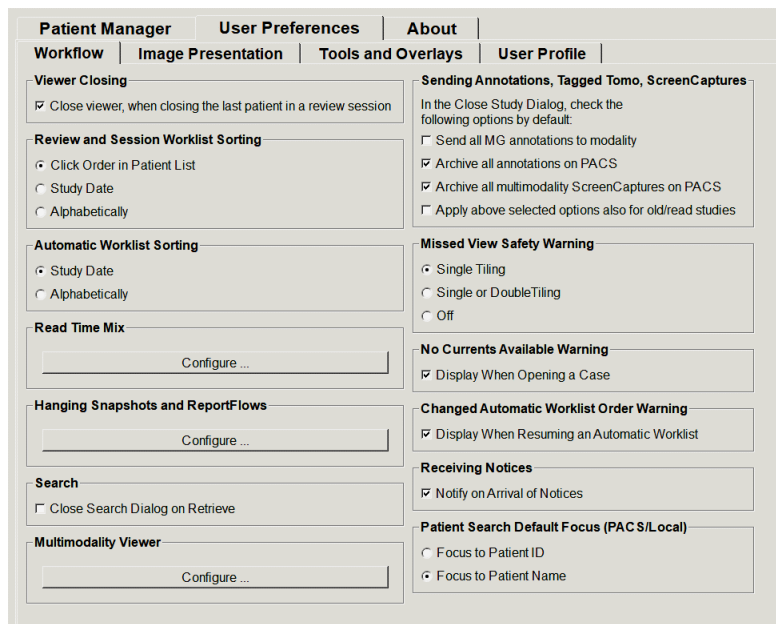 Patient Manager
User Preferences
About
Workflow
Image Presentation
Tools and Overlays
User Profile
Viewer Closing
Close viewer, when closing the last patient in a review session
Review and Session Worklist Sorting
Click Order in Patient List
Study Date
Alphabetically
Automatic Worklist Sorting
Study Date
Alphabetically
Read Time Mix
Configure ...
Hanging Snapshots and ReportFlows
Configure ...
Search
Close Search Dialog on Retrieve
Multimodality Viewer
Configure ...
Sending Annotations, Tagged Tomo, ScreenCaptures
In the Close Study Dialog, check the
following options by default:
Send all MG annotations to modality
Archive all annotations on PACS
Archive all multimodality ScreenCaptures on PACS
Apply above selected options also for old/read studies
Missed View Safety Warning
Single Tiling
Single or DoubleTiling
Off
No Currents Available Warning
Display When Opening a Case
Changed Automatic Worklist Order Warning
Display When Resuming an Automatic Worklist
Receiving Notices
Notify on Arrival of Notices
Patient Search Default Focus (PACS/Local)
Focus to Patient ID
Focus to Patient Name